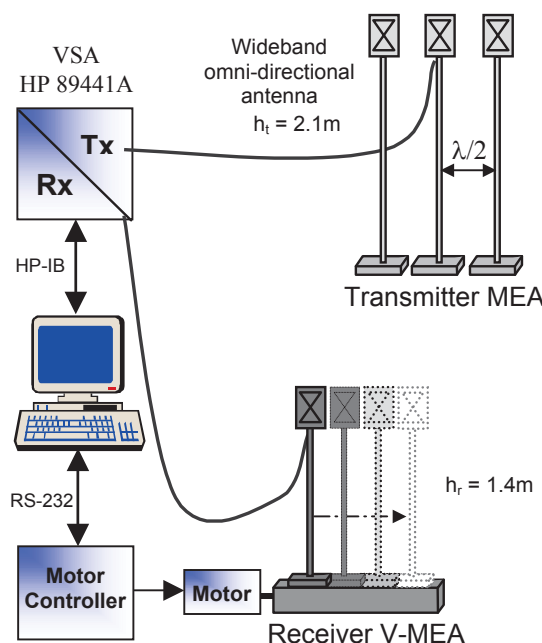 VSA
HP 89441A
Wideband
omni-directional
antenna
hₜ = 2.1m
Tx
Rx
λ/2
HP-IB
Transmitter MEA
RS-232
hᵣ = 1.4m
Motor
Controller
Motor
Receiver V-MEA